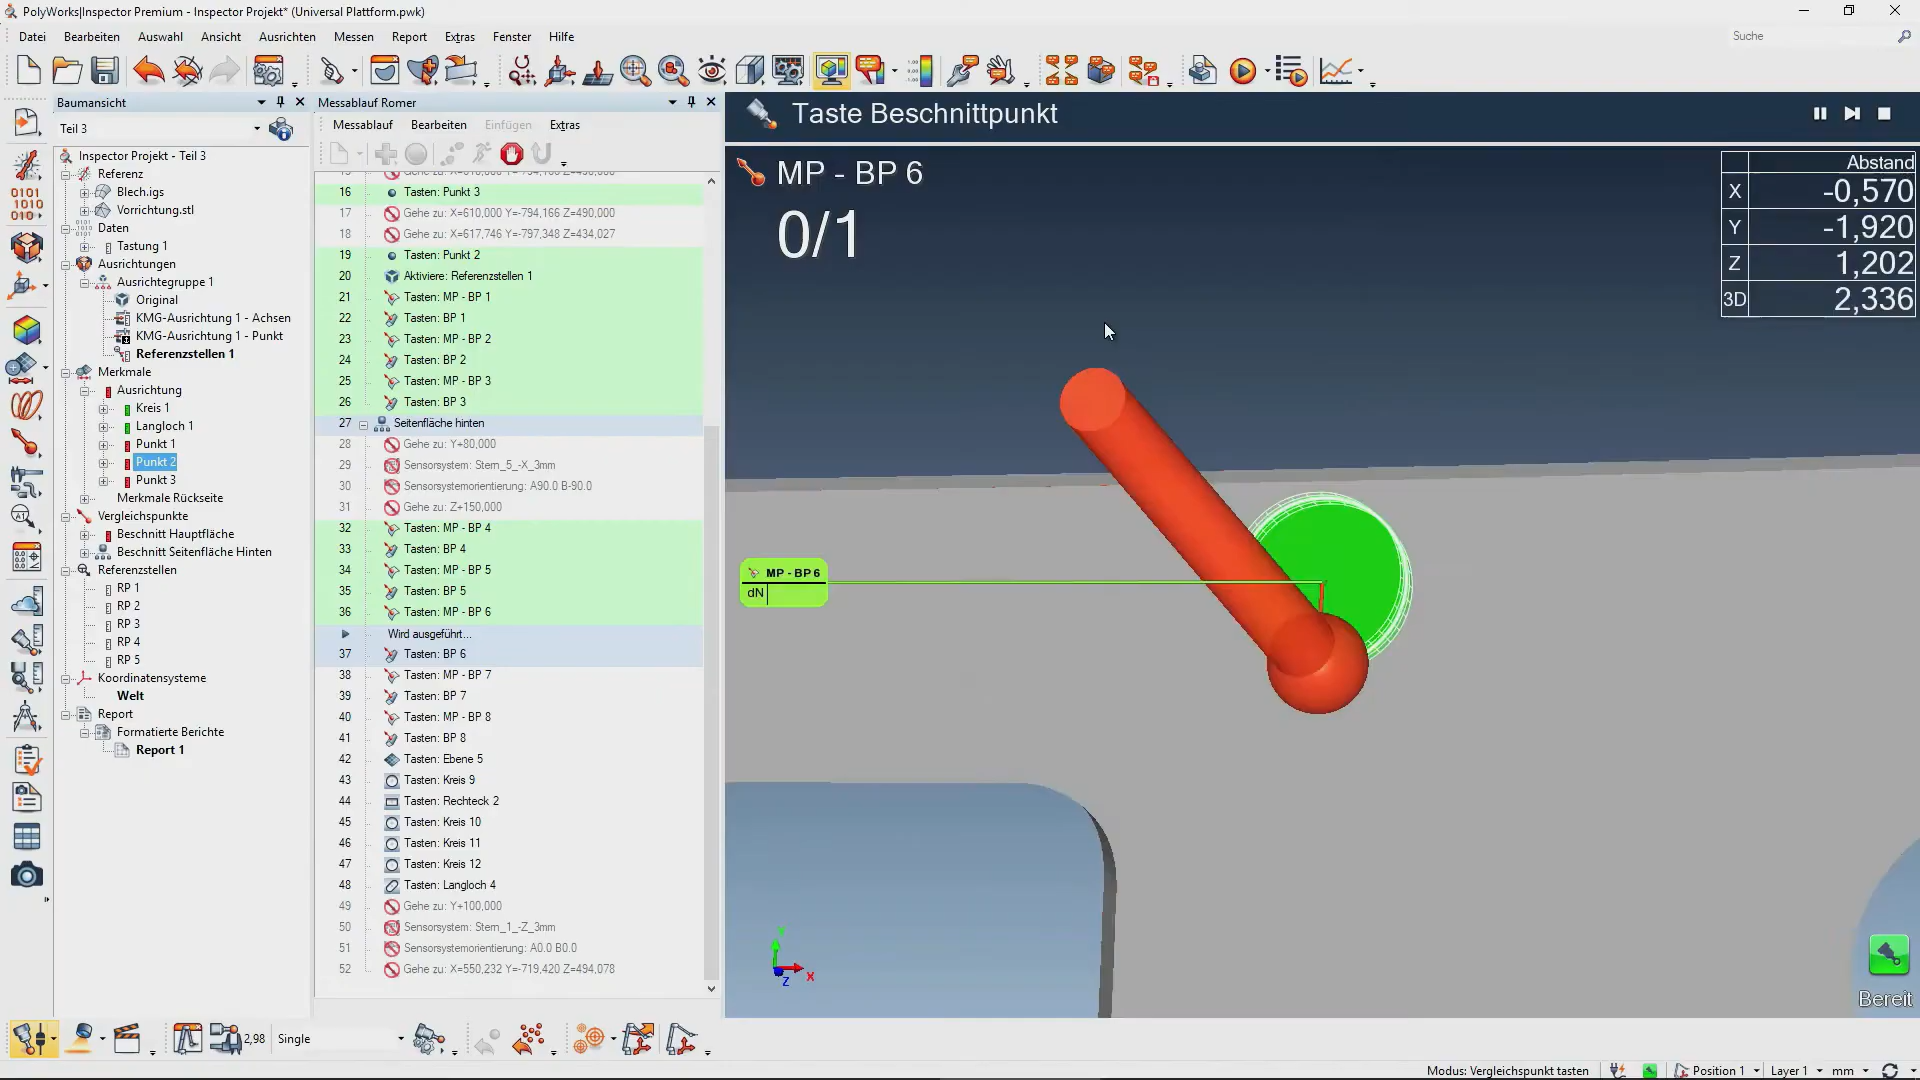 PolyWorks|Inspector Premium - Inspector Projekt* (Universal Plattform.pwk)
Datei Bearbeiten Auswahl Ansicht Ausrichten Messen Report Extras Fenster Hilfe
Suche
Baumansicht
Teil 3
Inspector Projekt - Teil 3
Referenz
Blech.igs
Vorrichtung.stl
Daten
Tastung 1
Ausrichtungen
Ausrichtegruppe 1
Original
KMG-Ausrichtung 1 - Achsen
KMG-Ausrichtung 1 - Punkt
Referenzstellen 1
Merkmale
Ausrichtung
Kreis 1
Langloch 1
Punkt 1
Punkt 2
Punkt 3
Merkmale Rückseite
Vergleichspunkte
Beschnitt Hauptfläche
Beschnitt Seitenfläche Hinten
Referenzstellen
RP 1
RP 2
RP 3
RP 4
RP 5
Koordinatensysteme
Welt
Report
Formatierte Berichte
Report 1
Messablauf Romer
Messablauf Bearbeiten Einfügen Extras
16 Tasten: Punkt 3
17 Gehe zu: X=610,000 Y=-794,166 Z=490,000
18 Gehe zu: X=617,746 Y=-797,348 Z=434,027
19 Tasten: Punkt 2
20 Aktiviere: Referenzstellen 1
21 Tasten: MP - BP 1
22 Tasten: BP 1
23 Tasten: MP - BP 2
24 Tasten: BP 2
25 Tasten: MP - BP 3
26 Tasten: BP 3
27 Seitenfläche hinten
28 Gehe zu: Y+80,000
29 Sensorsystem: Stern_5_-X_3mm
30 Sensorsystemorientierung: A90.0 B-90.0
31 Gehe zu: Z+150,000
32 Tasten: MP - BP 4
33 Tasten: BP 4
34 Tasten: MP - BP 5
35 Tasten: BP 5
36 Tasten: MP - BP 6
Wird ausgeführt...
37 Tasten: BP 6
38 Tasten: MP - BP 7
39 Tasten: BP 7
40 Tasten: MP - BP 8
41 Tasten: BP 8
42 Tasten: Ebene 5
43 Tasten: Kreis 9
44 Tasten: Rechteck 2
45 Tasten: Kreis 10
46 Tasten: Kreis 11
47 Tasten: Kreis 12
48 Tasten: Langloch 4
49 Gehe zu: Y+100,000
50 Sensorsystem: Stern_1_-Z_3mm
51 Sensorsystemorientierung: A0.0 B0.0
52 Gehe zu: X=550,232 Y=-719,420 Z=494,078
Taste Beschnittpunkt
MP - BP 6
0/1
Abstand
X -0,570
Y -1,920
Z 1,202
3D 2,336
MP - BP 6
dN
Y
X
Z
Bereit
2,98 Single
Modus: Vergleichspunkt tasten Position 1 Layer 1 mm